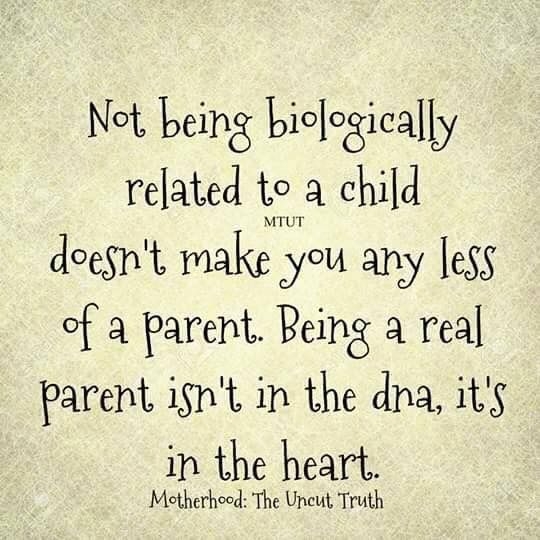 Not being biologically
related to a child
MTUT
doesn't make you any less
of a parent. Being a real
parent isn't in the dna, it's
in the heart.
Motherhood: The Uncut Truth